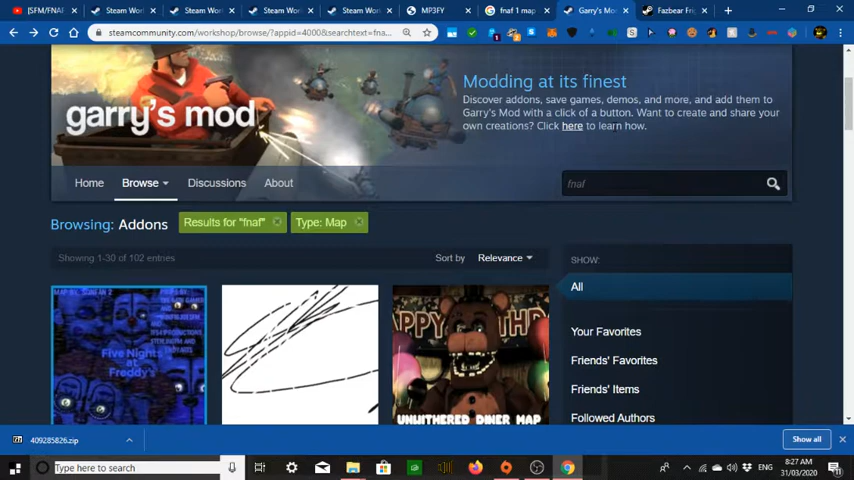 [SFM/FNAF
Steam Work
Steam Work
Steam Work
Steam Work
MP3FY
fnaf 1 map
Garry's Mod
Fazbear Fri
steamcommunity.com/workshop/browse/?appid=4000&searchtext=fna...
garry's mod
Modding at its finest
Discover addons, save games, demos, and more, and add them to
Garry's Mod with a click of a button. Want to create and share your
own creations? Click here to learn how.
Home
Browse
Discussions
About
fnaf
Browsing: Addons
Results for "fnaf"
Type: Map
Showing 1-30 of 102 entries
Sort by
Relevance
SHOW:
All
Your Favorites
Friends' Favorites
Friends' Items
Followed Authors
Five Nights
at
Freddy's
UNWITHERED DINER MAP
409285826.zip
Show all
Type here to search
ENG
8:27 AM
31/03/2020